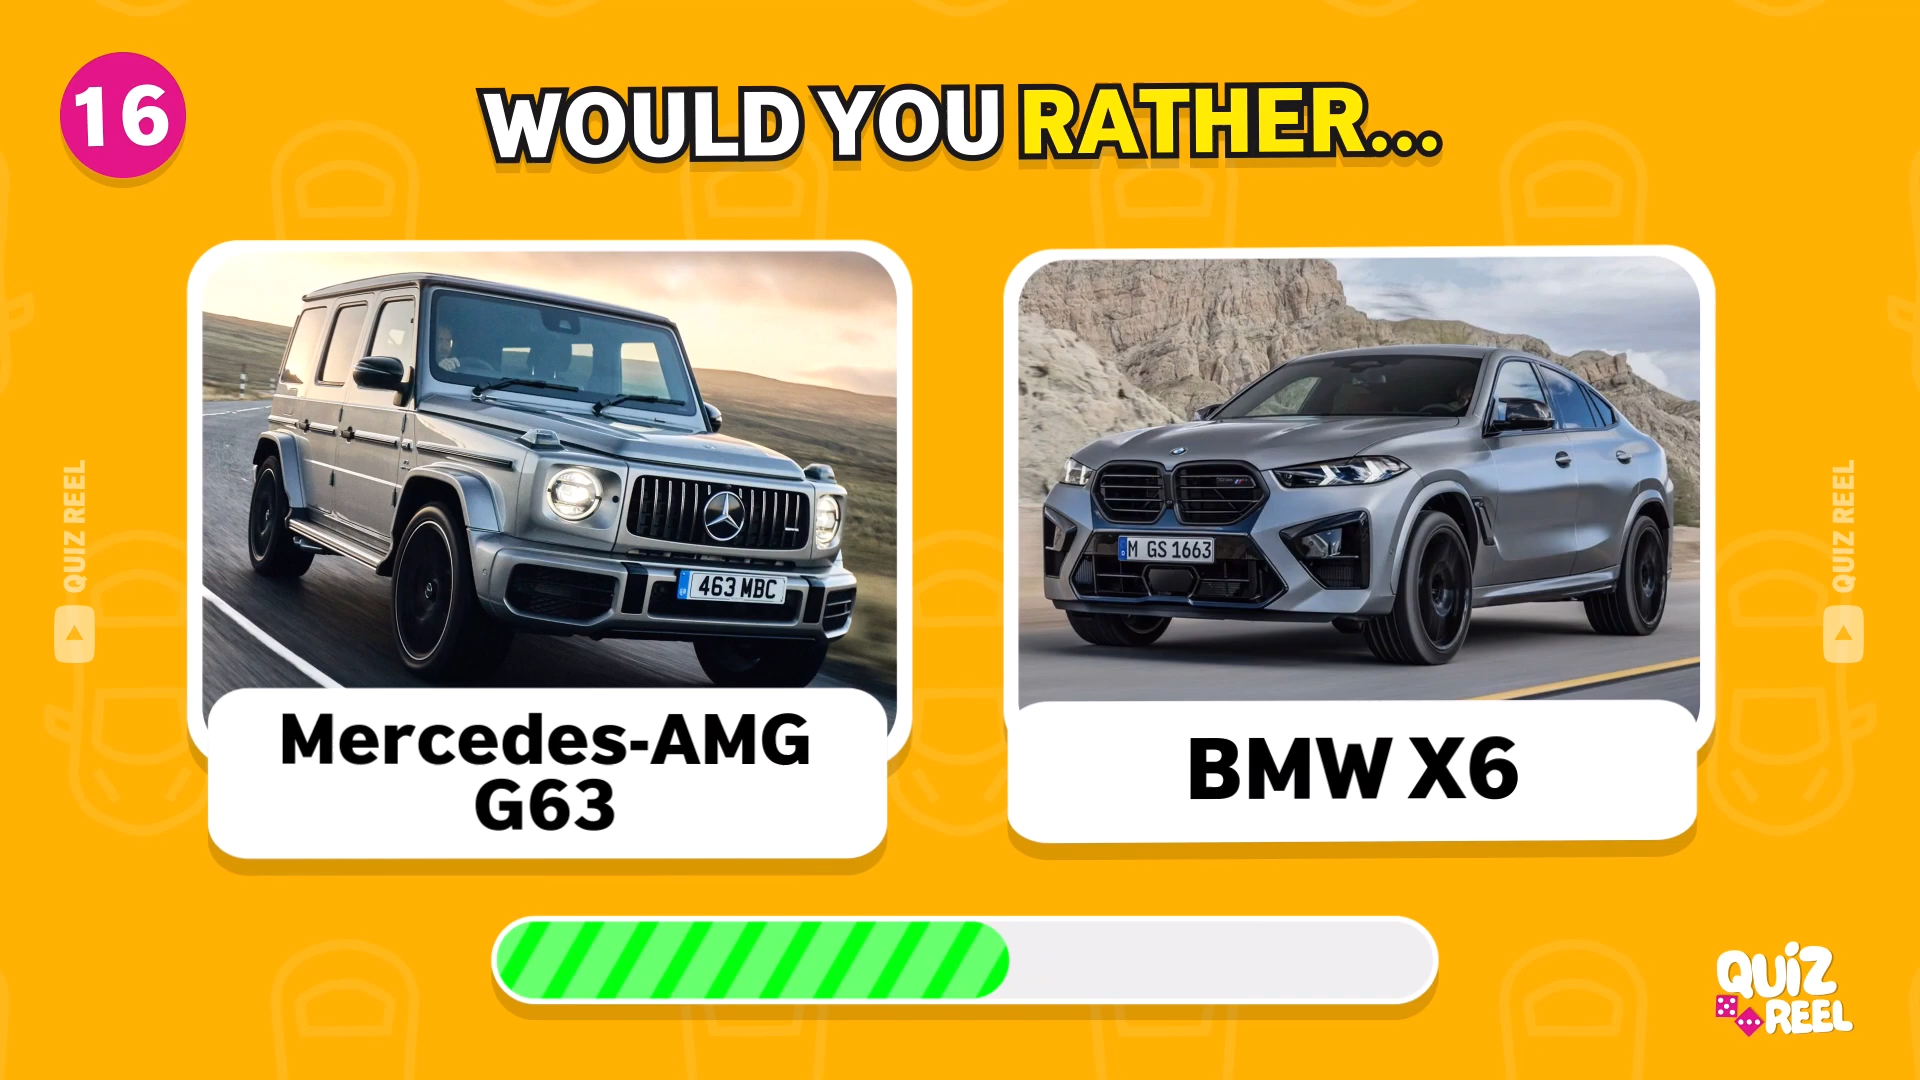 16
WOULD YOU RATHER...
463 MBC
M GS 1663
Mercedes-AMG
G63
BMW X6
QUIZ REEL
QUIZ REEL
QUIZ
REEL